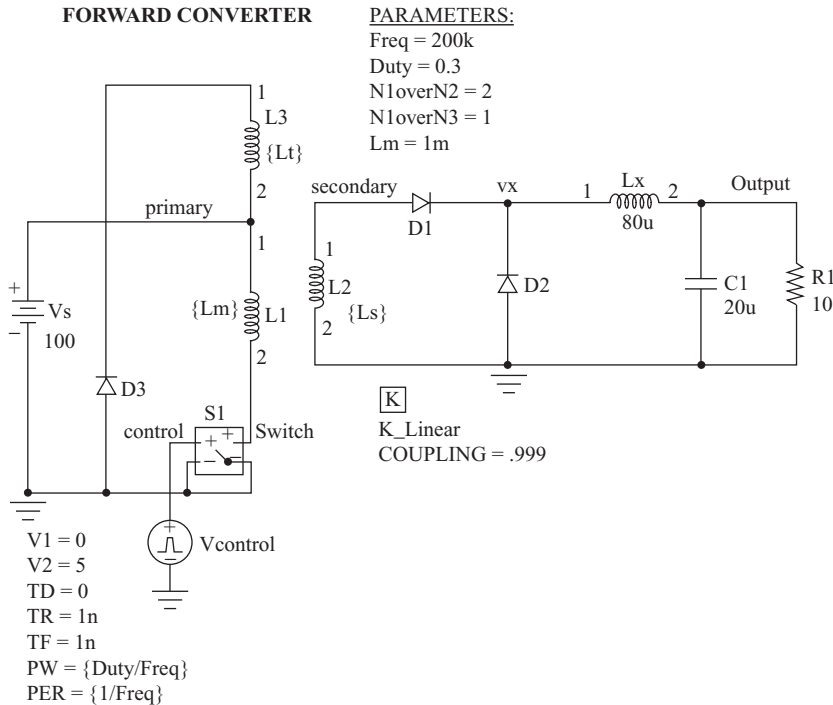 FORWARD CONVERTER
PARAMETERS:
Freq = 200k
Duty = 0.3
N1overN2 = 2
N1overN3 = 1
Lm = 1m
1
L3
{Lt}
2
primary
1
{Lm}
L1
2
+
Vs
−
100
D3
S1
control
Switch
+ +
− −
+
Vcontrol
−
secondary
D1
vx
1
Lx
2
80u
Output
1
L2
{Ls}
2
D2
C1
20u
R1
10
K
K_Linear
COUPLING = .999
V1 = 0
V2 = 5
TD = 0
TR = 1n
TF = 1n
PW = {Duty/Freq}
PER = {1/Freq}